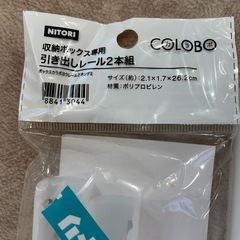 NITORI
収納ボックス専用
引き出しレール2本組
COLOBO
サイズ(約):2.1×1.7×26.2cm
材質:ポリプロピレン